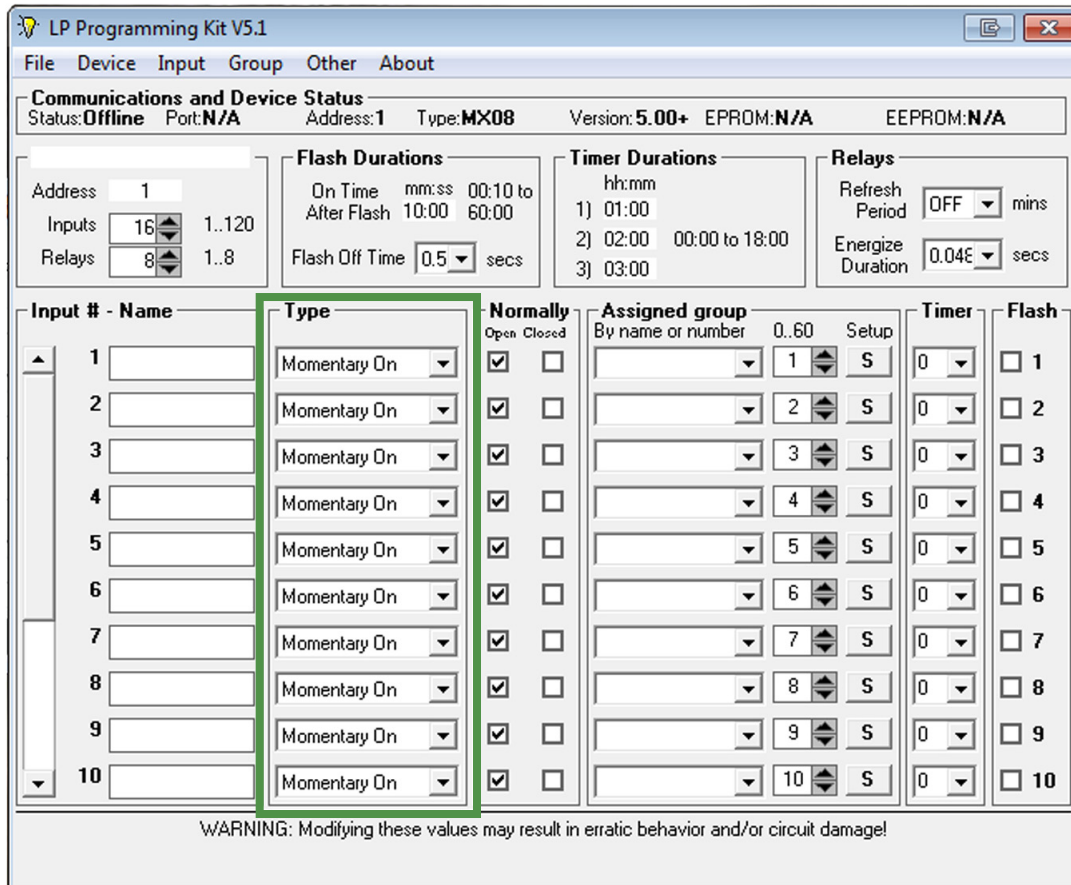 LP Programming Kit V5.1
File Device Input Group Other About
Communications and Device Status
Status:Offline Port:N/A Address:1 Type:MX08 Version:5.00+ EPROM:N/A EEPROM:N/A
Address 1
Inputs 16 1..120
Relays 8 1..8
Flash Durations
On Time mm:ss 00:10 to
After Flash 10:00 60:00
Flash Off Time 0.5 secs
Timer Durations
hh:mm
1) 01:00
2) 02:00 00:00 to 18:00
3) 03:00
Relays
Refresh
Period OFF mins
Energize
Duration 0.048 secs
Input # - Name Type Normally Assigned group Timer Flash
Open Closed By name or number 0..60 Setup
1 Momentary On 1 S 0 1
2 Momentary On 2 S 0 2
3 Momentary On 3 S 0 3
4 Momentary On 4 S 0 4
5 Momentary On 5 S 0 5
6 Momentary On 6 S 0 6
7 Momentary On 7 S 0 7
8 Momentary On 8 S 0 8
9 Momentary On 9 S 0 9
10 Momentary On 10 S 0 10
WARNING: Modifying these values may result in erratic behavior and/or circuit damage!